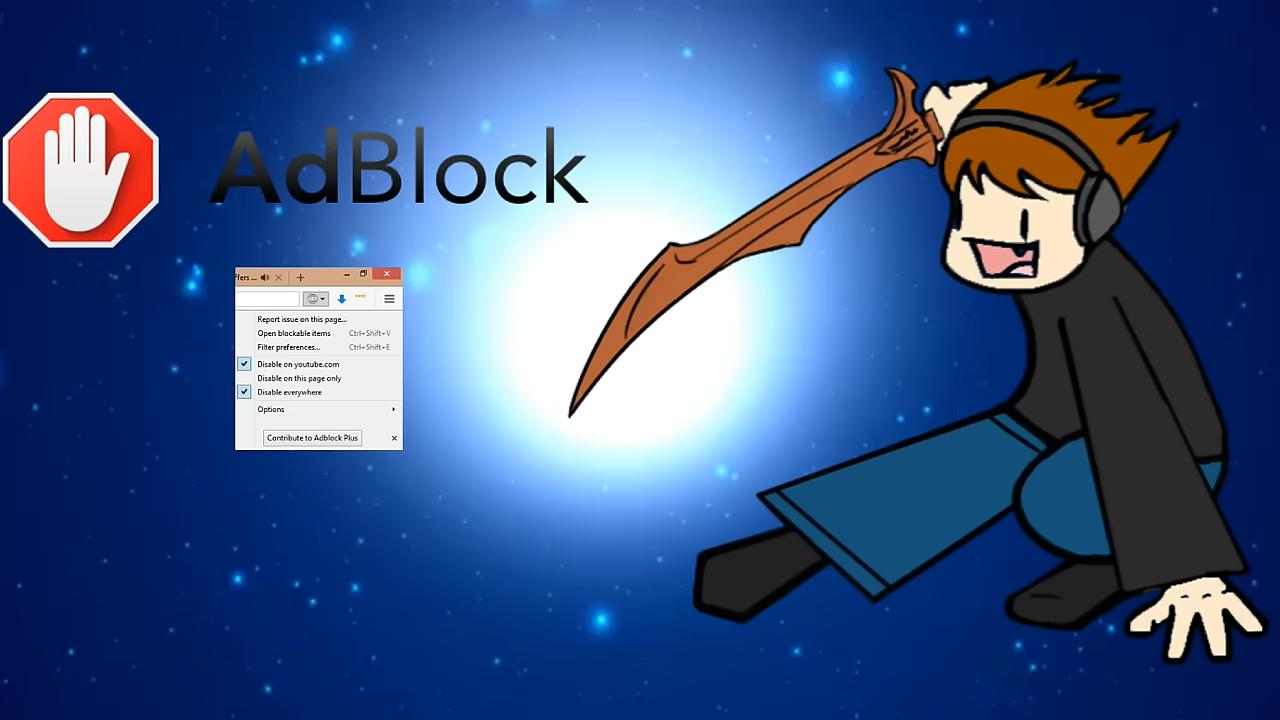 AdBlock
ffers ...
Report issue on this page...
Open blockable items Ctrl+Shift+V
Filter preferences... Ctrl+Shift+E
Disable on youtube.com
Disable on this page only
Disable everywhere
Options
Contribute to Adblock Plus